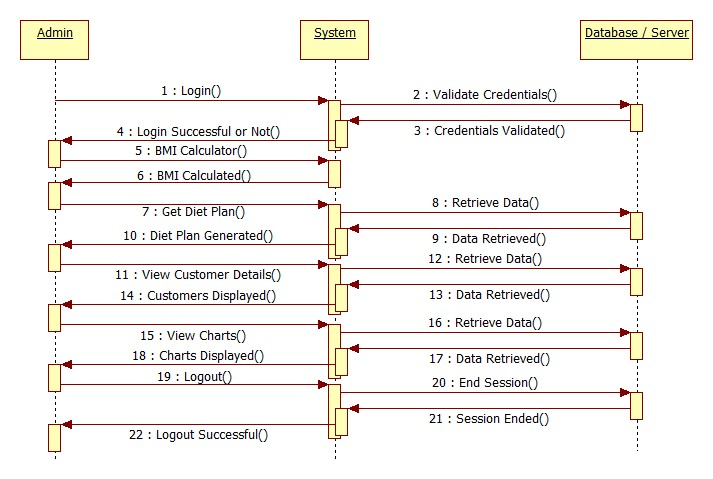 Admin
System
Database / Server
1 : Login()
2 : Validate Credentials()
3 : Credentials Validated()
4 : Login Successful or Not()
5 : BMI Calculator()
6 : BMI Calculated()
7 : Get Diet Plan()
8 : Retrieve Data()
9 : Data Retrieved()
10 : Diet Plan Generated()
11 : View Customer Details()
12 : Retrieve Data()
13 : Data Retrieved()
14 : Customers Displayed()
15 : View Charts()
16 : Retrieve Data()
17 : Data Retrieved()
18 : Charts Displayed()
19 : Logout()
20 : End Session()
21 : Session Ended()
22 : Logout Successful()